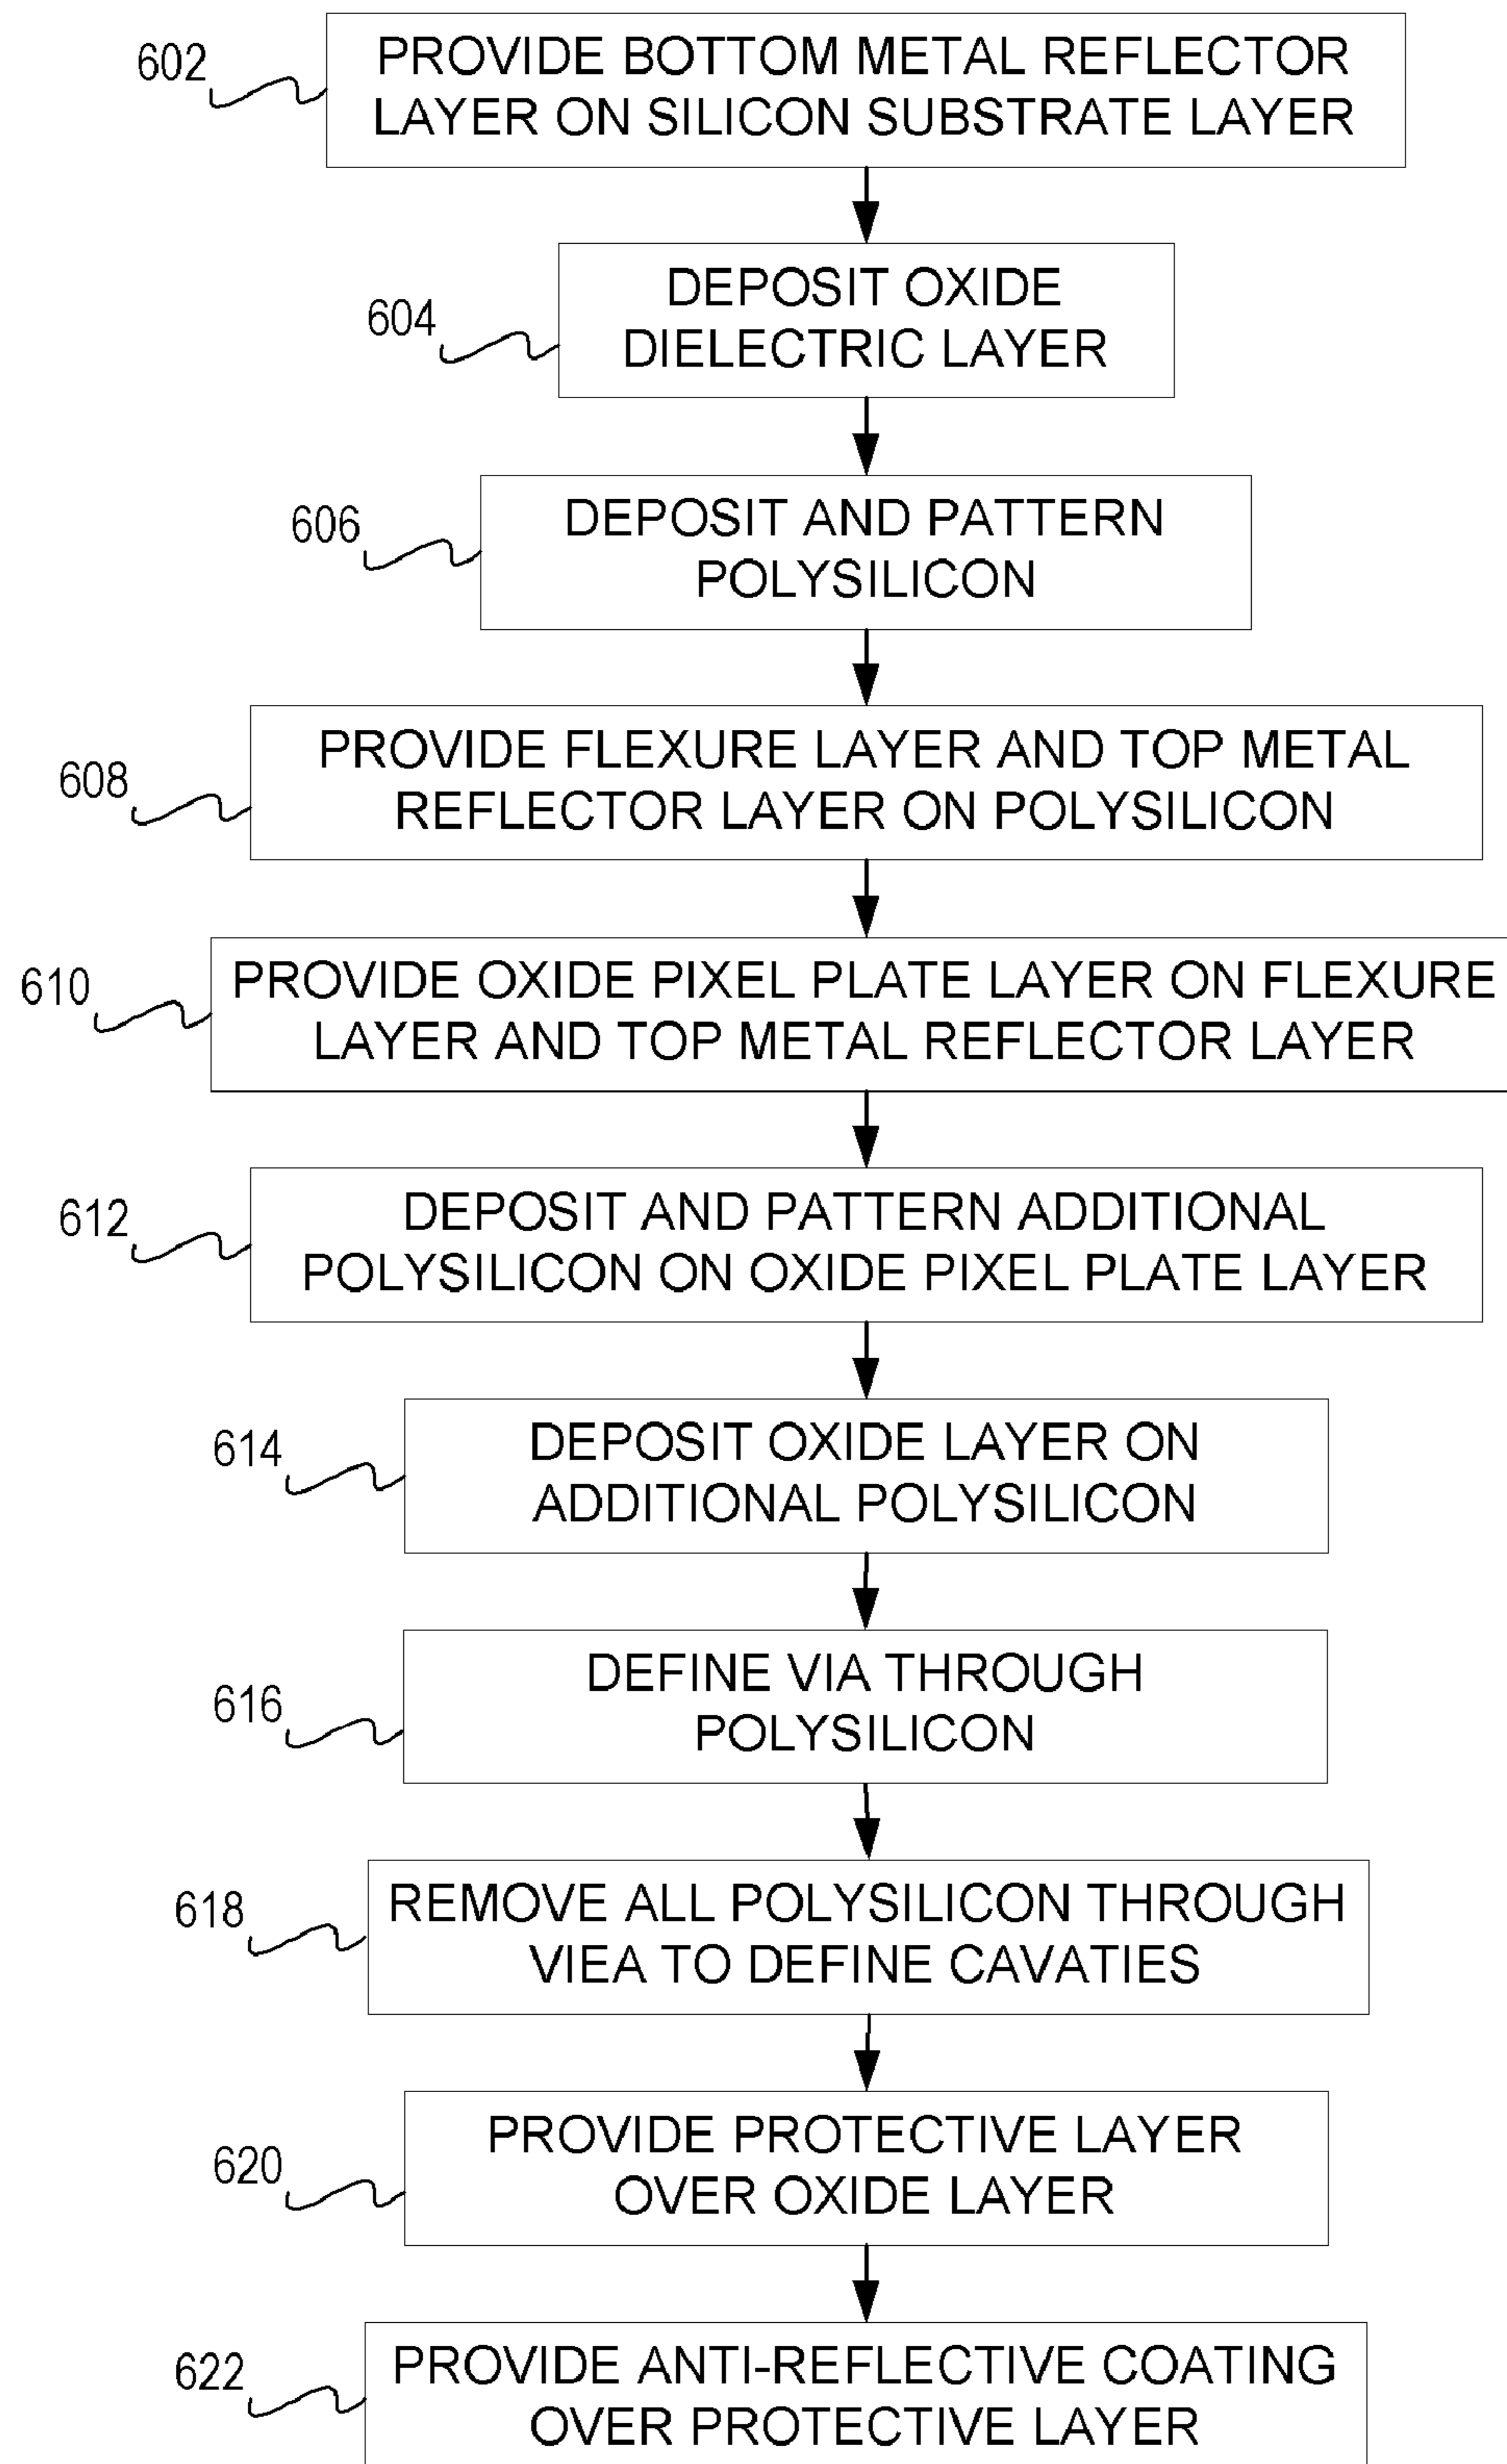 602
PROVIDE BOTTOM METAL REFLECTOR
LAYER ON SILICON SUBSTRATE LAYER
604
DEPOSIT OXIDE
DIELECTRIC LAYER
606
DEPOSIT AND PATTERN
POLYSILICON
608
PROVIDE FLEXURE LAYER AND TOP METAL
REFLECTOR LAYER ON POLYSILICON
610
PROVIDE OXIDE PIXEL PLATE LAYER ON FLEXURE
LAYER AND TOP METAL REFLECTOR LAYER
612
DEPOSIT AND PATTERN ADDITIONAL
POLYSILICON ON OXIDE PIXEL PLATE LAYER
614
DEPOSIT OXIDE LAYER ON
ADDITIONAL POLYSILICON
616
DEFINE VIA THROUGH
POLYSILICON
618
REMOVE ALL POLYSILICON THROUGH
VIEA TO DEFINE CAVATIES
620
PROVIDE PROTECTIVE LAYER
OVER OXIDE LAYER
622
PROVIDE ANTI-REFLECTIVE COATING
OVER PROTECTIVE LAYER